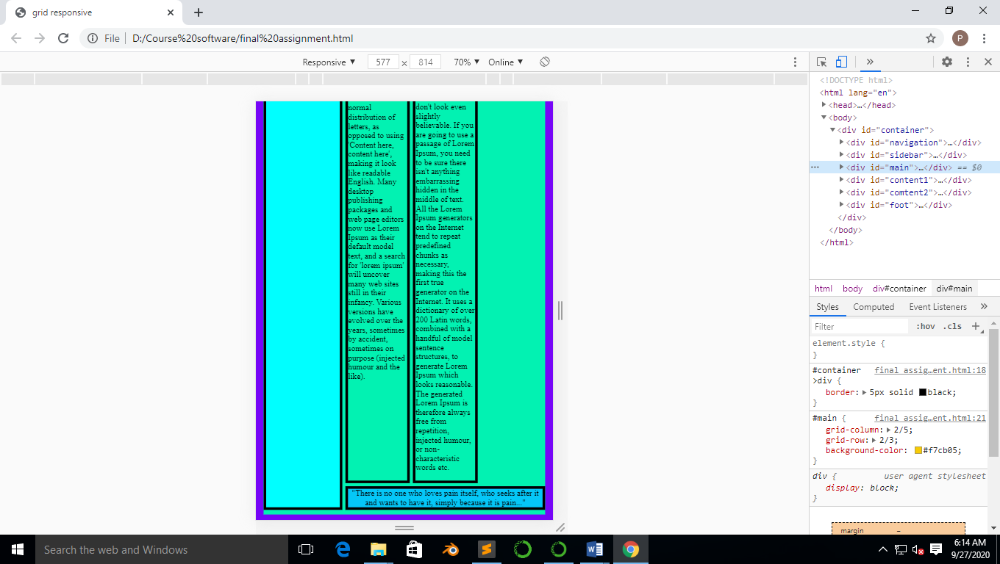 grid responsive
File
D:/Course%20software/final%20assignment.html
P
Responsive 577 × 814 70% Online
normal
distribution of
letters, as
opposed to using
'Content here,
content here',
making it look
like readable
English. Many
desktop
publishing
packages and
web page editors
now use Lorem
Ipsum as their
default model
text, and a search
for 'lorem ipsum'
will uncover
many web sites
still in their
infancy. Various
versions have
evolved over the
years, sometimes
by accident,
sometimes on
purpose (injected
humour and the
like).
don't look even
slightly
believable. If you
are going to use a
passage of Lorem
Ipsum, you need
to be sure there
isn't anything
embarrassing
hidden in the
middle of text.
All the Lorem
Ipsum generators
on the Internet
tend to repeat
predefined
chunks as
necessary,
making this the
first true
generator on the
Internet. It uses a
dictionary of over
200 Latin words,
combined with a
handful of model
sentence
structures, to
generate Lorem
Ipsum which
looks reasonable.
The generated
Lorem Ipsum is
therefore always
free from
repetition,
injected humour,
or non-
characteristic
words etc.
"There is no one who loves pain itself, who seeks after it
and wants to have it, simply because it is pain..."
<!DOCTYPE html>
<html lang="en">
<head>…</head>
<body>
<div id="container">
<div id="navigation">…</div>
<div id="sidebar">…</div>
<div id="main">…</div> == $0
<div id="content1">…</div>
<div id="comtent2">…</div>
<div id="foot">…</div>
</div>
</body>
</html>
html body div#container div#main
Styles Computed Event Listeners
Filter :hov .cls
element.style {
}
#container final assig…ent.html:18
>div {
border: 5px solid black;
}
#main { final assig…ent.html:21
grid-column: 2/5;
grid-row: 2/3;
background-color: #f7cb05;
}
div { user agent stylesheet
display: block;
}
margin –
Search the web and Windows
6:14 AM
9/27/2020